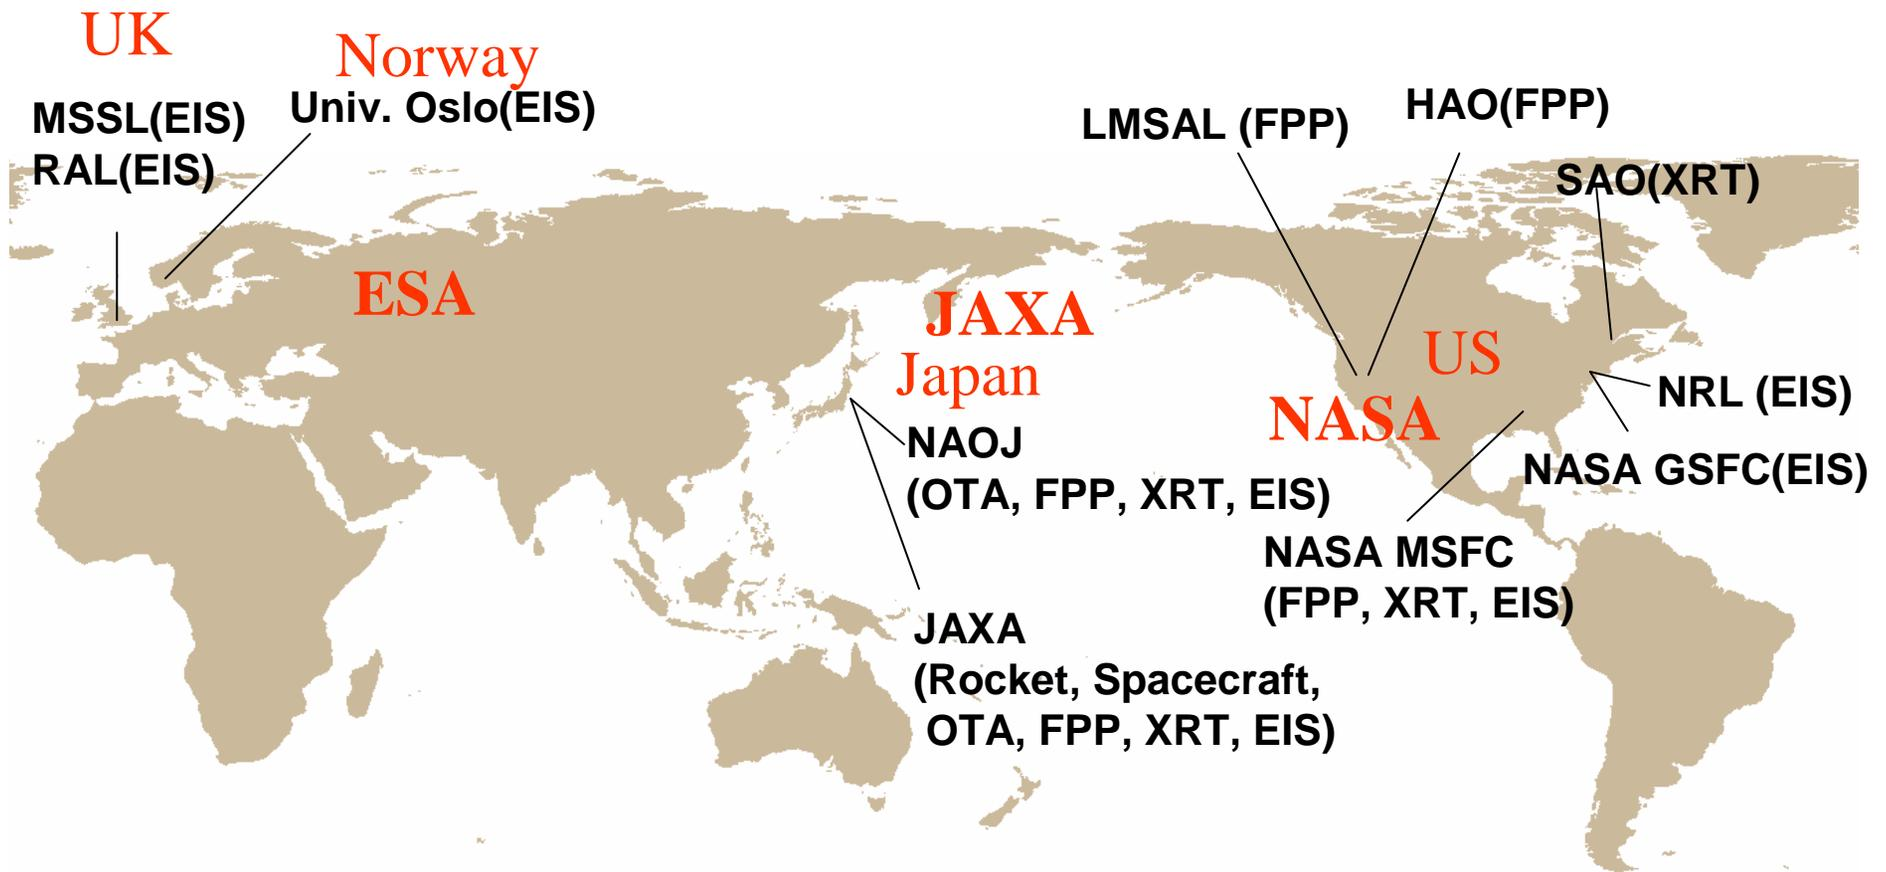 UK
Norway
MSSL(EIS)
RAL(EIS)
Univ. Oslo(EIS)
LMSAL (FPP)
HAO(FPP)
SAO(XRT)
ESA
JAXA
Japan
US
NASA
NRL (EIS)
NASA GSFC(EIS)
NAOJ
(OTA, FPP, XRT, EIS)
NASA MSFC
(FPP, XRT, EIS)
JAXA
(Rocket, Spacecraft,
OTA, FPP, XRT, EIS)